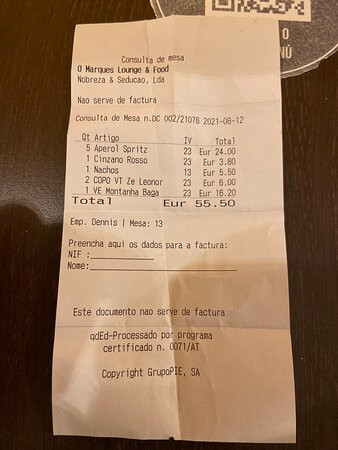 O
NÚ
Consulta de mesa
O Marques Lounge & Food
Nobreza & Seducao, Lda
Nao serve de factura
Consulta de Mesa n.DC 002/21076 2021-08-12
Qt Artigo IV Total
5 Aperol Spritz 23 Eur 24.00
1 Cinzano Rosso 23 Eur 3.80
1 Nachos 13 Eur 5.50
2 COPO VT Ze Leonor 23 Eur 6.00
1 VE Montanha Baga 23 Eur 16.20
Total Eur 55.50
Emp. Dennis | Mesa: 13
Preencha aqui os dados para a factura:
NIF :
Nome:
Este documento nao serve de factura
qdEd-Processado por programa
certificado n. 0071/AT
Copyright GrupoPIE, SA